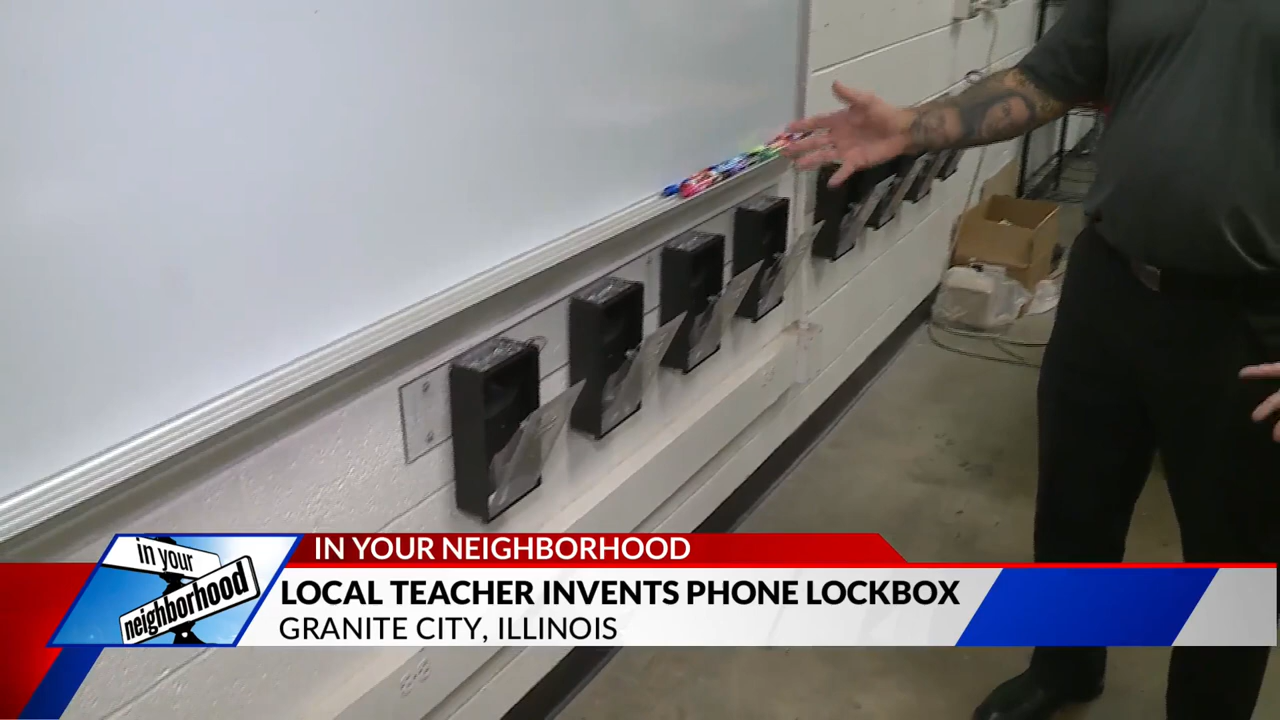 IN YOUR NEIGHBORHOOD
in your
neighborhood
LOCAL TEACHER INVENTS PHONE LOCKBOX
GRANITE CITY, ILLINOIS